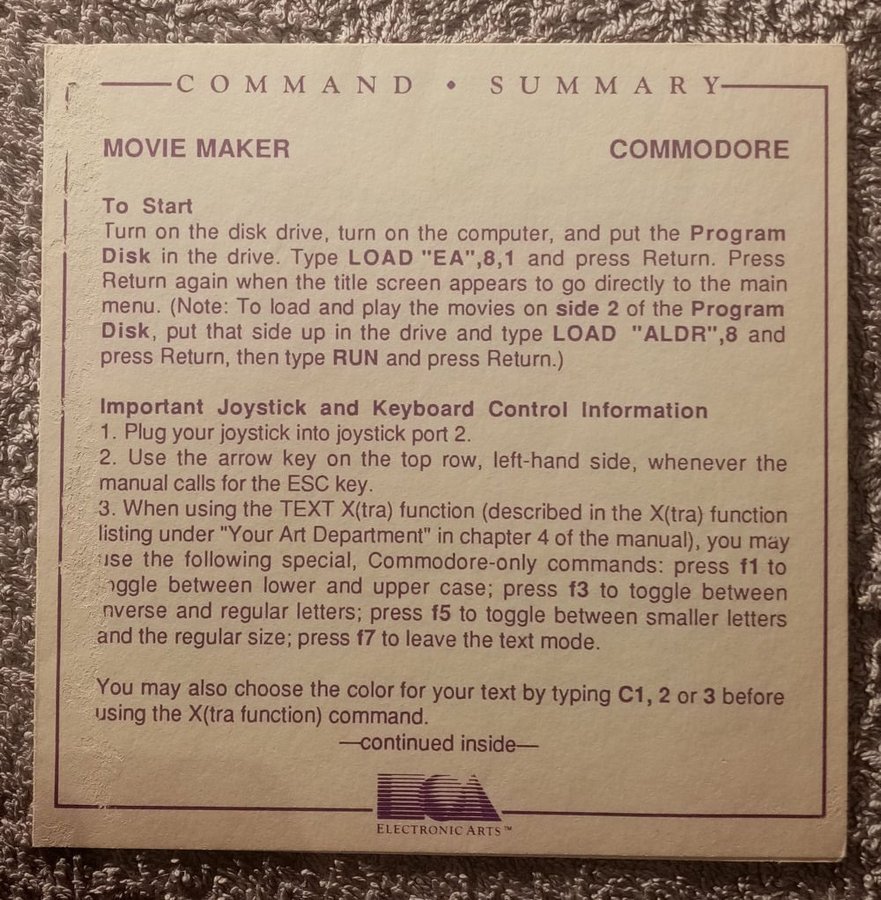 COMMAND • SUMMARY
MOVIE MAKER COMMODORE
To Start
Turn on the disk drive, turn on the computer, and put the Program
Disk in the drive. Type LOAD "EA",8,1 and press Return. Press
Return again when the title screen appears to go directly to the main
menu. (Note: To load and play the movies on side 2 of the Program
Disk, put that side up in the drive and type LOAD "ALDR",8 and
press Return, then type RUN and press Return.)
Important Joystick and Keyboard Control Information
1. Plug your joystick into joystick port 2.
2. Use the arrow key on the top row, left-hand side, whenever the
manual calls for the ESC key.
3. When using the TEXT X(tra) function (described in the X(tra) function
listing under "Your Art Department" in chapter 4 of the manual), you may
use the following special, Commodore-only commands: press f1 to
oggle between lower and upper case; press f3 to toggle between
nverse and regular letters; press f5 to toggle between smaller letters
and the regular size; press f7 to leave the text mode.
You may also choose the color for your text by typing C1, 2 or 3 before
using the X(tra function) command.
—continued inside—
EA
ELECTRONIC ARTS™